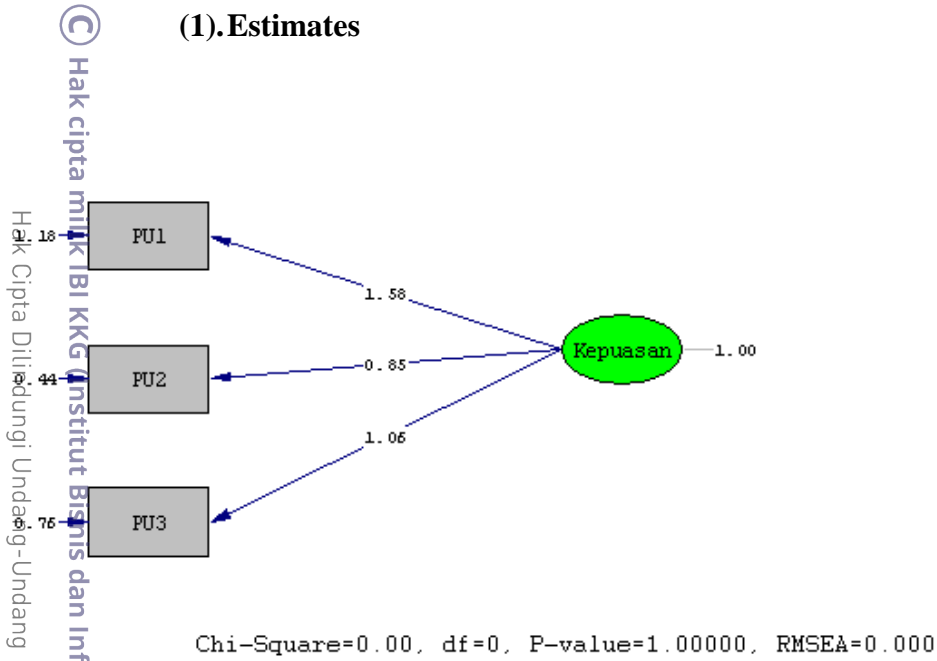 (1). Estimates
© Hak cipta milik IBI KKG (Institut Bisnis dan Inf
Hak Cipta Dilindungi Undang-Undang
1.18
PU1
1.58
0.44
PU2
0.85
Kepuasan
1.00
1.06
0.76
PU3
Chi-Square=0.00, df=0, P-value=1.00000, RMSEA=0.000